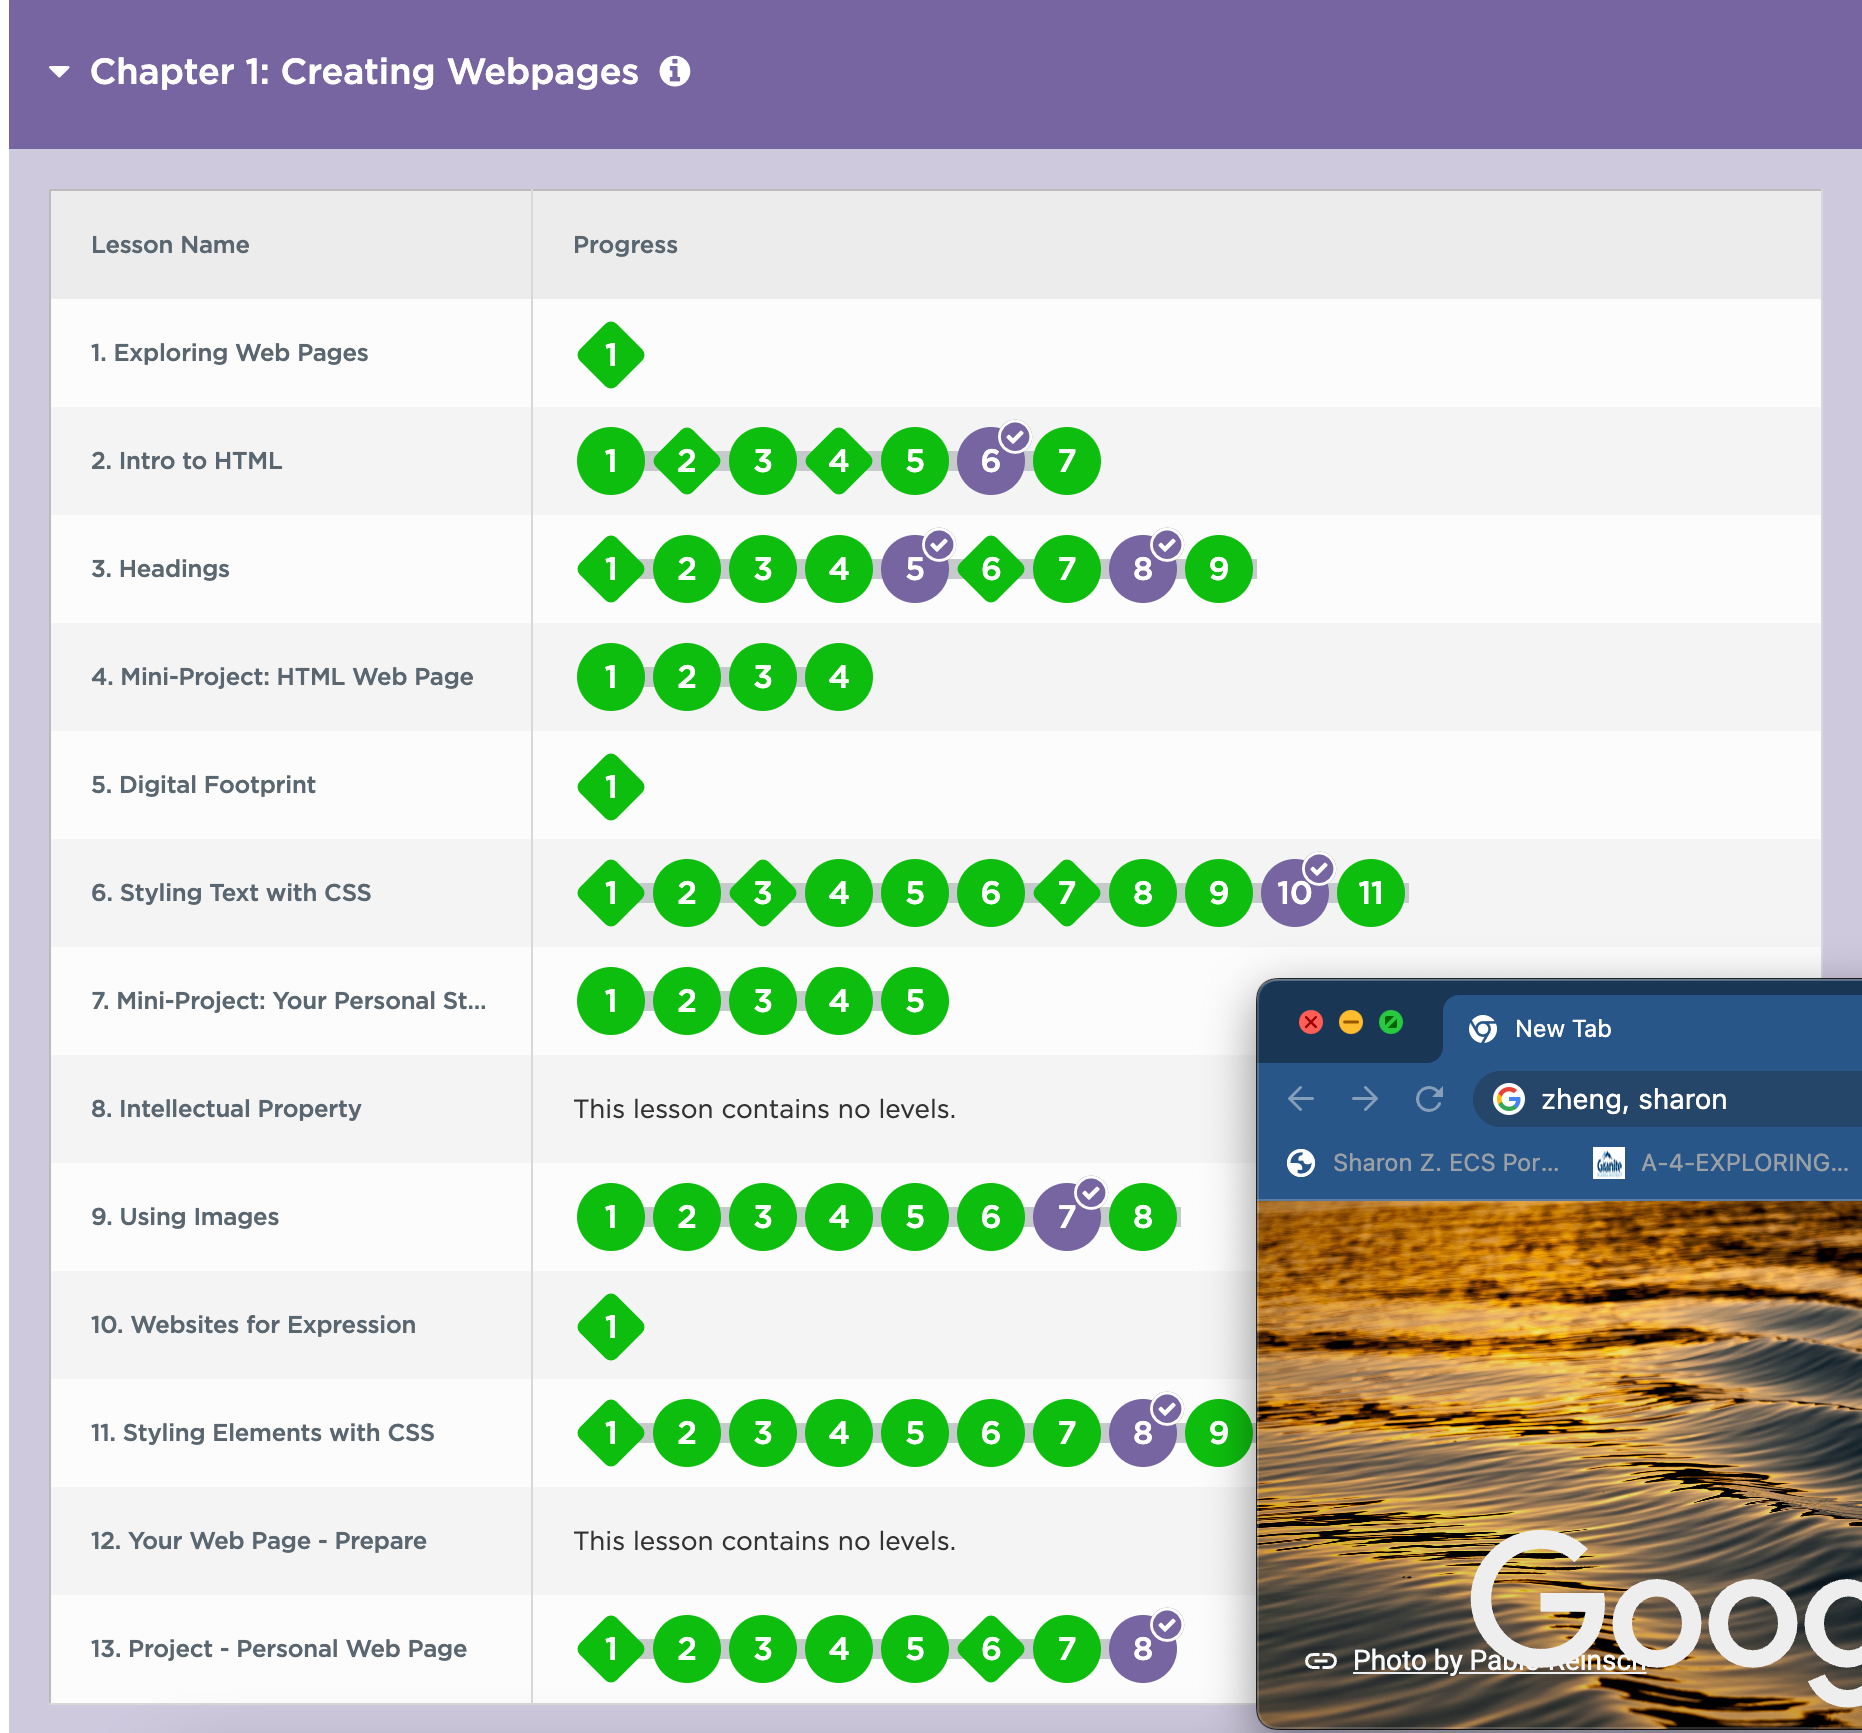 Chapter 1: Creating Webpages
Lesson Name Progress
1. Exploring Web Pages 1
2. Intro to HTML 1 2 3 4 5 6 7
3. Headings 1 2 3 4 5 6 7 8 9
4. Mini-Project: HTML Web Page 1 2 3 4
5. Digital Footprint 1
6. Styling Text with CSS 1 2 3 4 5 6 7 8 9 10 11
7. Mini-Project: Your Personal St... 1 2 3 4 5
8. Intellectual Property This lesson contains no levels.
9. Using Images 1 2 3 4 5 6 7 8
10. Websites for Expression 1
11. Styling Elements with CSS 1 2 3 4 5 6 7 8 9
12. Your Web Page - Prepare This lesson contains no levels.
13. Project - Personal Web Page 1 2 3 4 5 6 7 8
New Tab
zheng, sharon
Sharon Z. ECS Por... Granite A-4-EXPLORING...
Goog
Photo by Pablo Reinsch